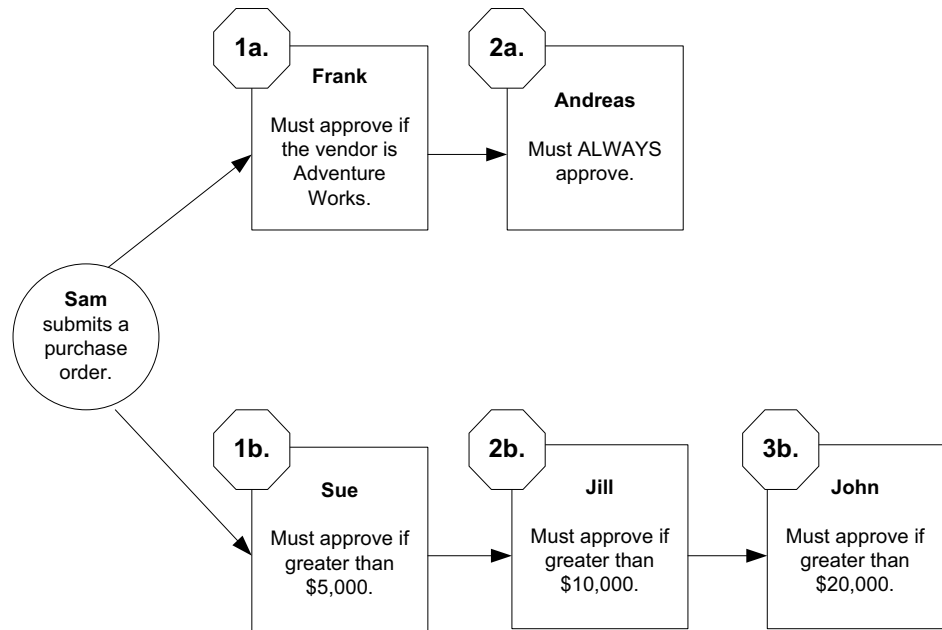 1a.
Frank
Must approve if
the vendor is
Adventure
Works.
2a.
Andreas
Must ALWAYS
approve.
Sam
submits a
purchase
order.
1b.
Sue
Must approve if
greater than
$5,000.
2b.
Jill
Must approve if
greater than
$10,000.
3b.
John
Must approve if
greater than
$20,000.